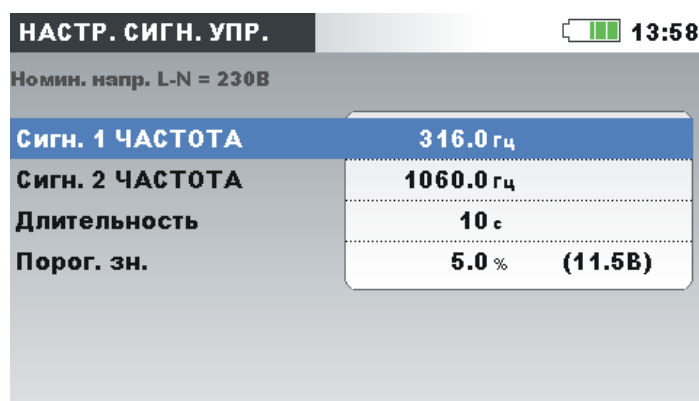 НАСТР. СИГН. УПР. 13:58
Номин. напр. L-N = 230В
Сигн. 1 ЧАСТОТА 316.0 гц
Сигн. 2 ЧАСТОТА 1060.0 гц
Длительность 10 с
Порог. зн. 5.0 % (11.5В)